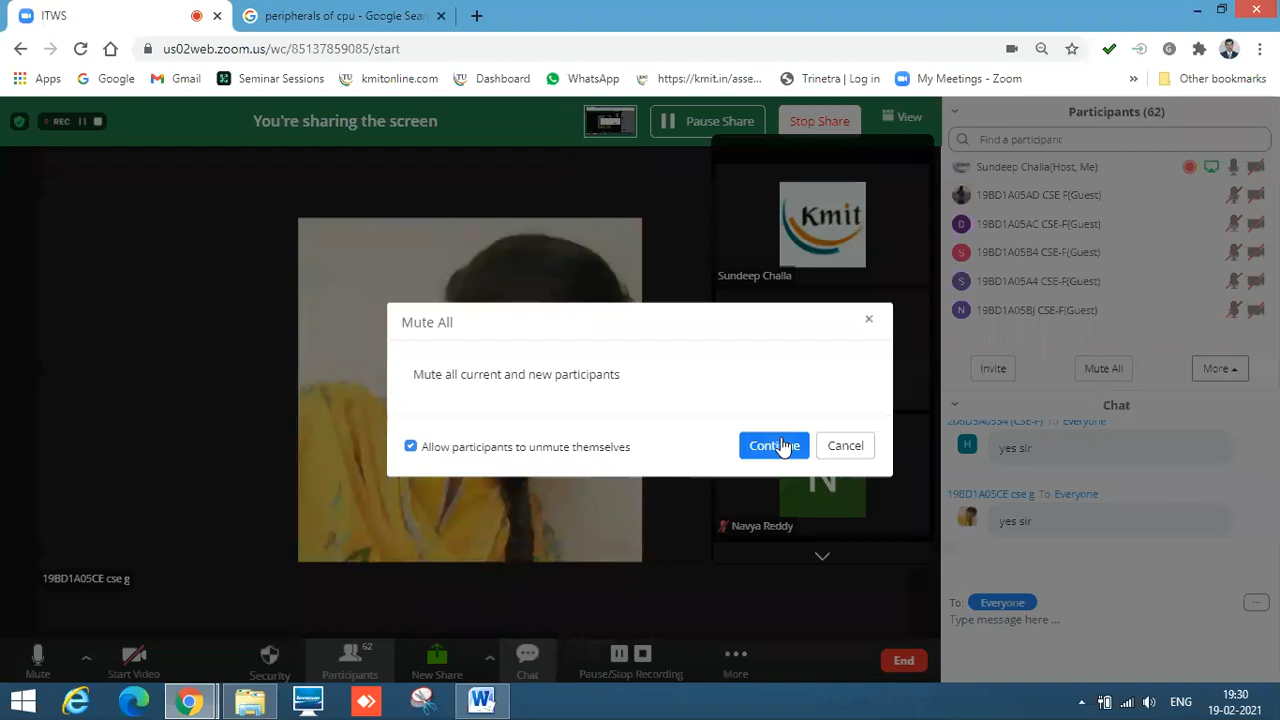 ITWS
peripherals of cpu - Google Sear
us02web.zoom.us/wc/85137859085/start
Apps
Google
Gmail
Seminar Sessions
kmitonline.com
Dashboard
WhatsApp
https://kmit.in/asse...
Trinetra | Log in
My Meetings - Zoom
»
Other bookmarks
REC
You're sharing the screen
Pause Share
Stop Share
View
Participants (62)
Find a participant
Sundeep Challa(Host, Me)
19BD1A05AD CSE F(Guest)
D 19BD1A05AC CSE-F(Guest)
S 19BD1A05B4 CSE-F(Guest)
S 19BD1A05A4 CSE-F(Guest)
N 19BD1A05BJ CSE-F(Guest)
Invite
Mute All
More
Kmit
Sundeep Challa
Mute All
×
Mute all current and new participants
Allow participants to unmute themselves
Continue
Cancel
N
Navya Reddy
19BD1A05CE cse g
Chat
To Everyone
H
yes sir
19BD1A05CE cse g To Everyone
yes sir
To: Everyone
...
Type message here ...
Mute
Start Video
Security
Participants
62
New Share
Chat
Pause/Stop Recording
More
End
ENG
19:30
19-02-2021